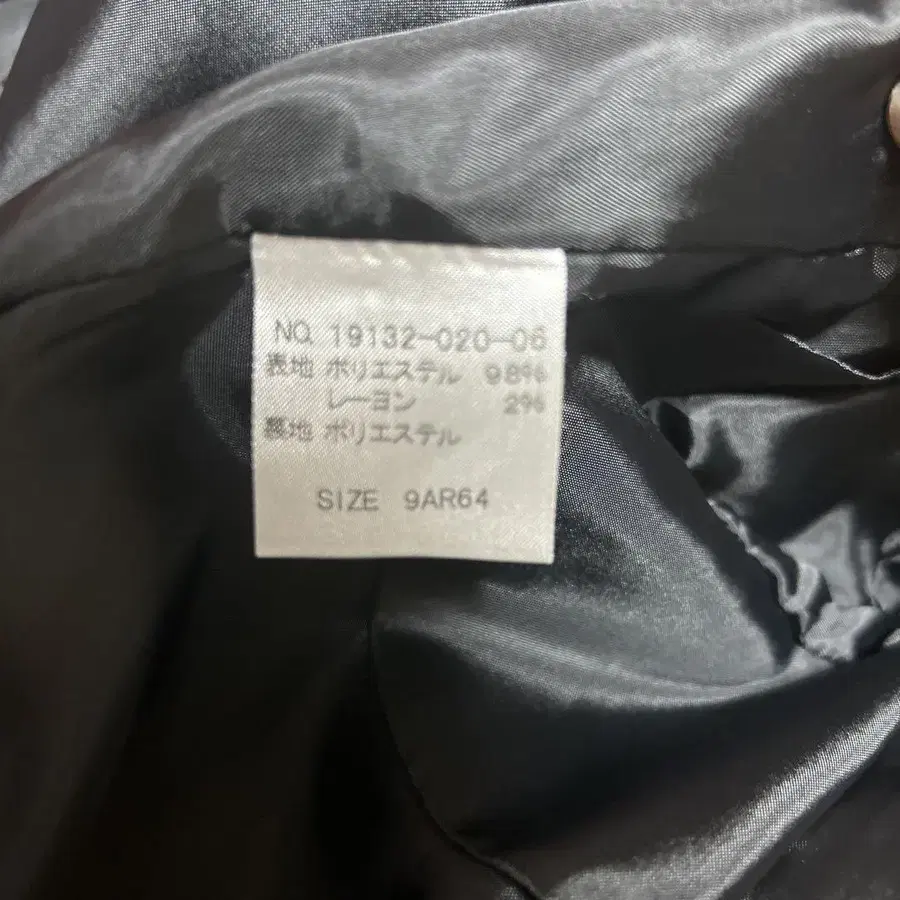 NO. 19132-020-06
表地 ポリエステル 98%
レーヨン 2%
裏地 ポリエステル
SIZE 9AR64